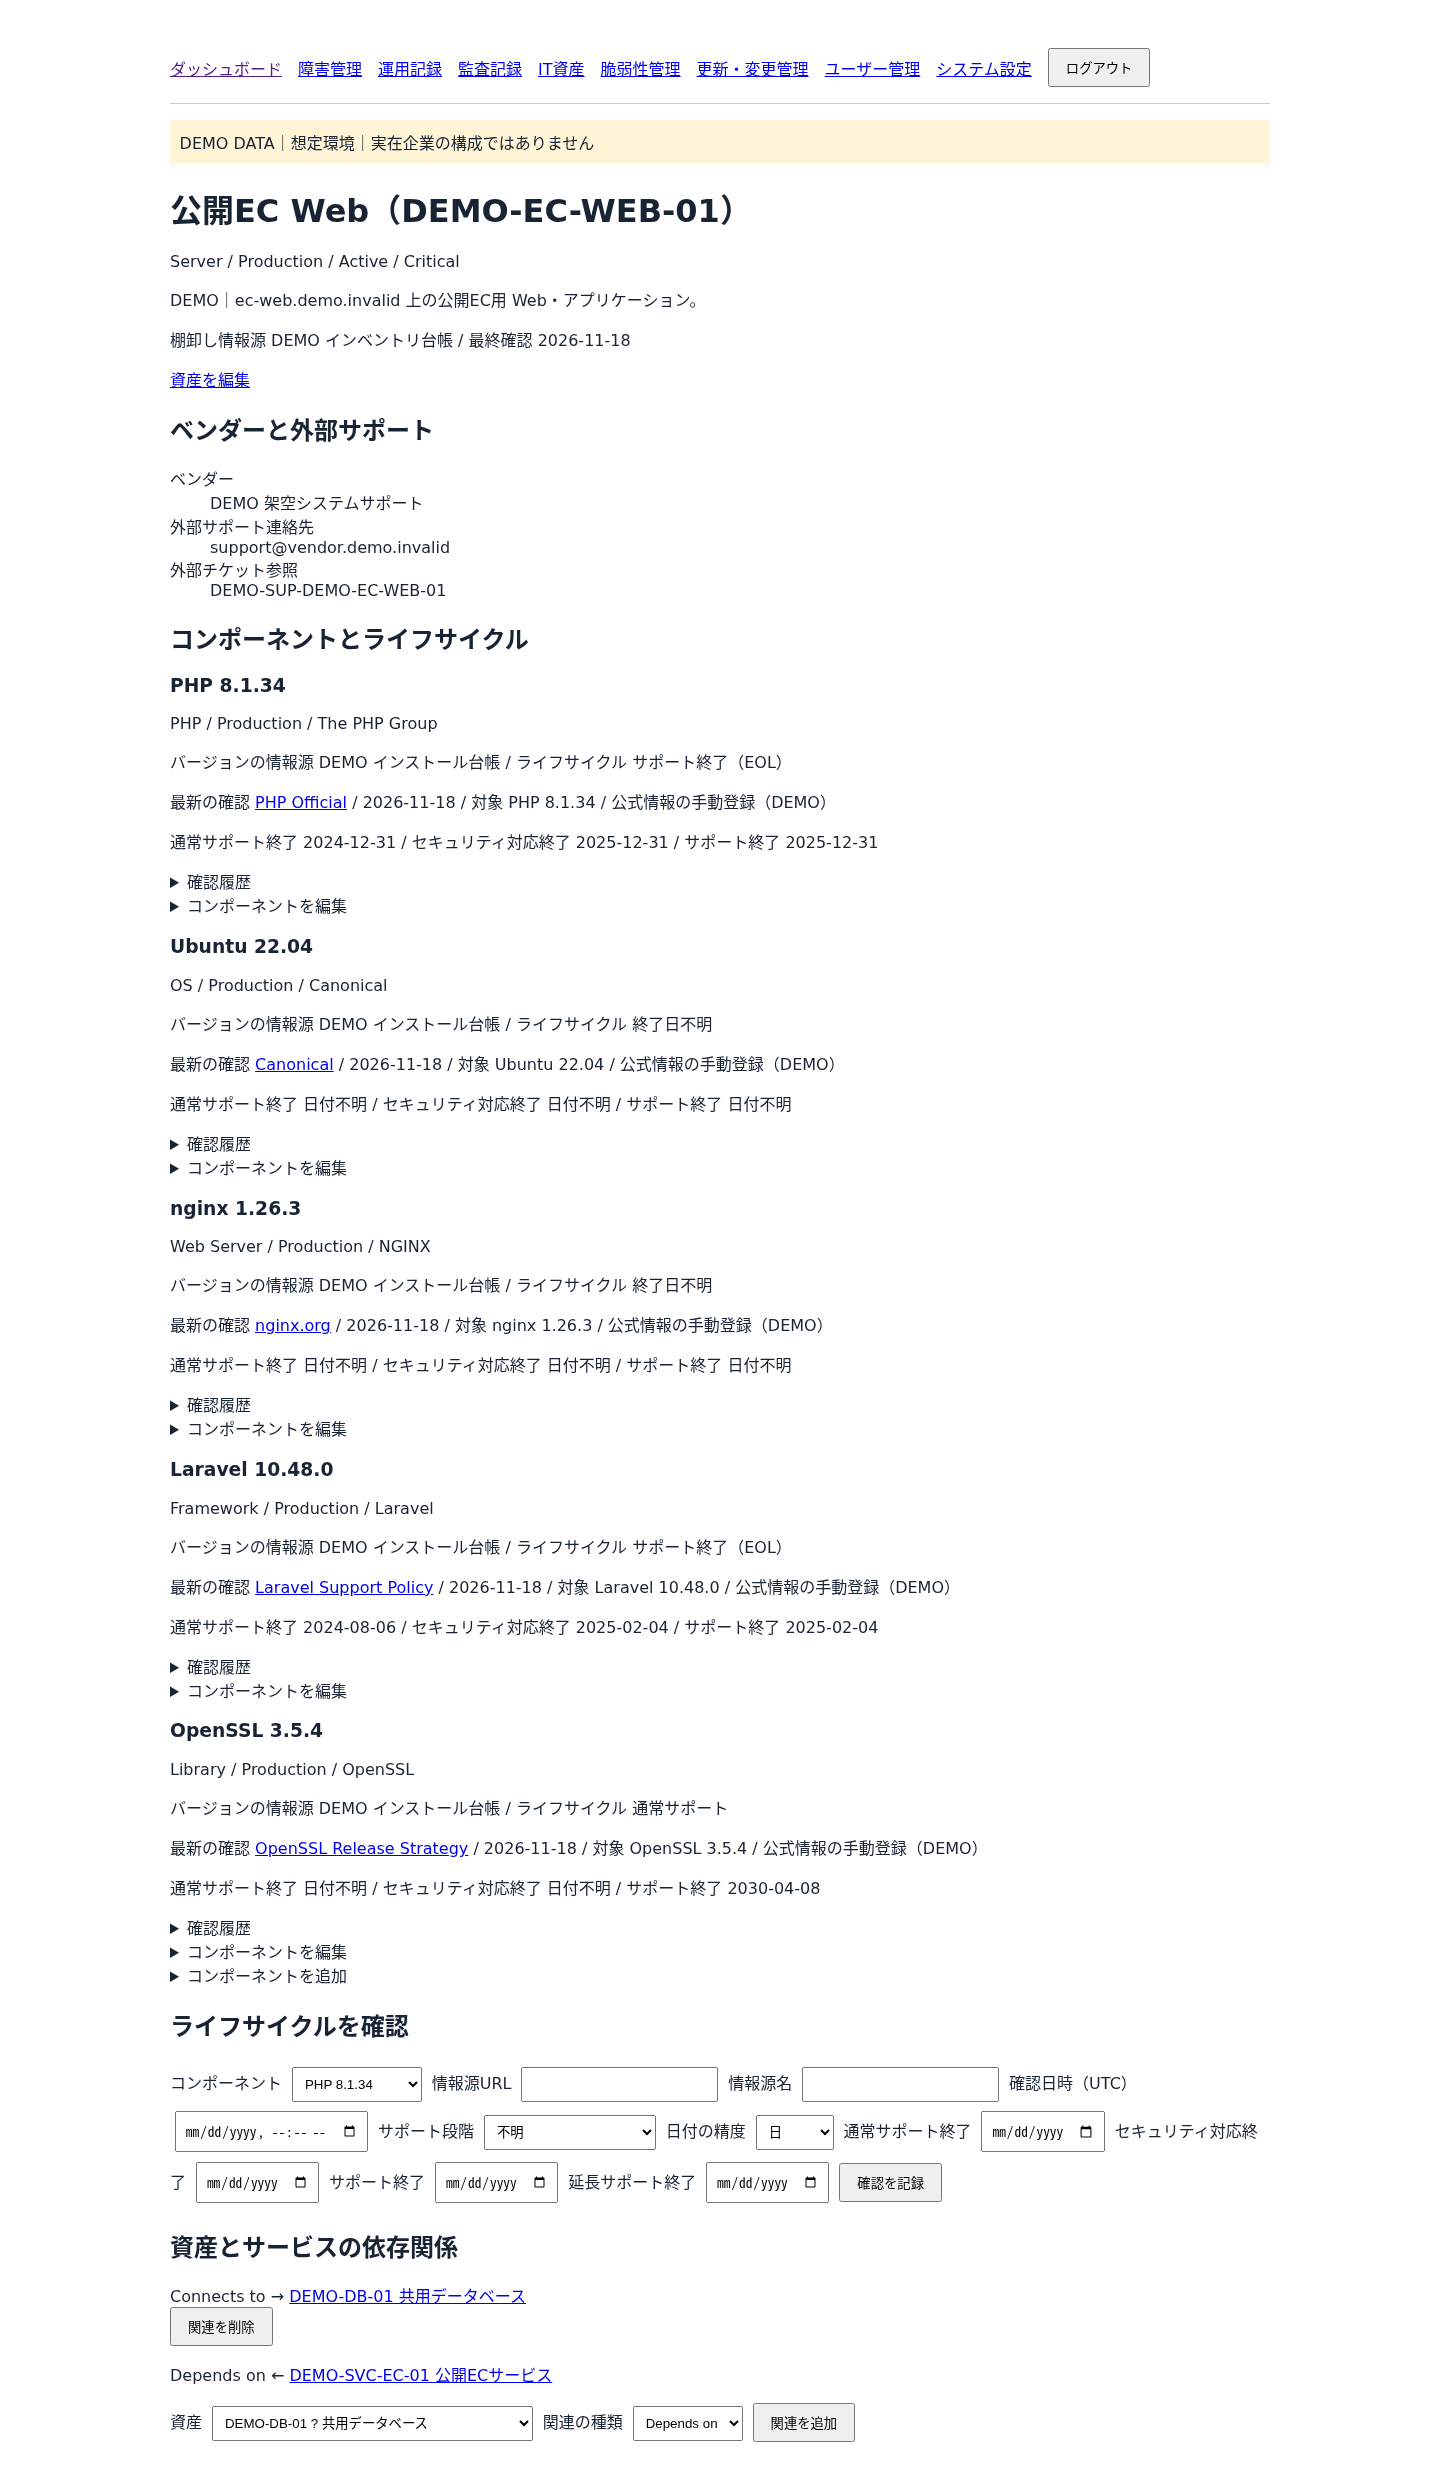 ダッシュボード 障害管理 運用記録 監査記録 IT資産 脆弱性管理 更新・変更管理 ユーザー管理 システム設定 ログアウト
DEMO DATA｜想定環境｜実在企業の構成ではありません
公開EC Web（DEMO-EC-WEB-01）
Server / Production / Active / Critical
DEMO｜ec-web.demo.invalid 上の公開EC用 Web・アプリケーション。
棚卸し情報源 DEMO インベントリ台帳 / 最終確認 2026-11-18
資産を編集
ベンダーと外部サポート
ベンダー
DEMO 架空システムサポート
外部サポート連絡先
support@vendor.demo.invalid
外部チケット参照
DEMO-SUP-DEMO-EC-WEB-01
コンポーネントとライフサイクル
PHP 8.1.34
PHP / Production / The PHP Group
バージョンの情報源 DEMO インストール台帳 / ライフサイクル サポート終了（EOL）
最新の確認 PHP Official / 2026-11-18 / 対象 PHP 8.1.34 / 公式情報の手動登録（DEMO）
通常サポート終了 2024-12-31 / セキュリティ対応終了 2025-12-31 / サポート終了 2025-12-31
▶ 確認履歴
▶ コンポーネントを編集
Ubuntu 22.04
OS / Production / Canonical
バージョンの情報源 DEMO インストール台帳 / ライフサイクル 終了日不明
最新の確認 Canonical / 2026-11-18 / 対象 Ubuntu 22.04 / 公式情報の手動登録（DEMO）
通常サポート終了 日付不明 / セキュリティ対応終了 日付不明 / サポート終了 日付不明
▶ 確認履歴
▶ コンポーネントを編集
nginx 1.26.3
Web Server / Production / NGINX
バージョンの情報源 DEMO インストール台帳 / ライフサイクル 終了日不明
最新の確認 nginx.org / 2026-11-18 / 対象 nginx 1.26.3 / 公式情報の手動登録（DEMO）
通常サポート終了 日付不明 / セキュリティ対応終了 日付不明 / サポート終了 日付不明
▶ 確認履歴
▶ コンポーネントを編集
Laravel 10.48.0
Framework / Production / Laravel
バージョンの情報源 DEMO インストール台帳 / ライフサイクル サポート終了（EOL）
最新の確認 Laravel Support Policy / 2026-11-18 / 対象 Laravel 10.48.0 / 公式情報の手動登録（DEMO）
通常サポート終了 2024-08-06 / セキュリティ対応終了 2025-02-04 / サポート終了 2025-02-04
▶ 確認履歴
▶ コンポーネントを編集
OpenSSL 3.5.4
Library / Production / OpenSSL
バージョンの情報源 DEMO インストール台帳 / ライフサイクル 通常サポート
最新の確認 OpenSSL Release Strategy / 2026-11-18 / 対象 OpenSSL 3.5.4 / 公式情報の手動登録（DEMO）
通常サポート終了 日付不明 / セキュリティ対応終了 日付不明 / サポート終了 2030-04-08
▶ 確認履歴
▶ コンポーネントを編集
▶ コンポーネントを追加
ライフサイクルを確認
コンポーネント PHP 8.1.34 情報源URL 情報源名 確認日時（UTC）
mm/dd/yyyy, --:-- -- サポート段階 不明 日付の精度 日 通常サポート終了 mm/dd/yyyy セキュリティ対応終
了 mm/dd/yyyy サポート終了 mm/dd/yyyy 延長サポート終了 mm/dd/yyyy 確認を記録
資産とサービスの依存関係
Connects to → DEMO-DB-01 共用データベース
関連を削除
Depends on ← DEMO-SVC-EC-01 公開ECサービス
資産 DEMO-DB-01 ? 共用データベース 関連の種類 Depends on 関連を追加